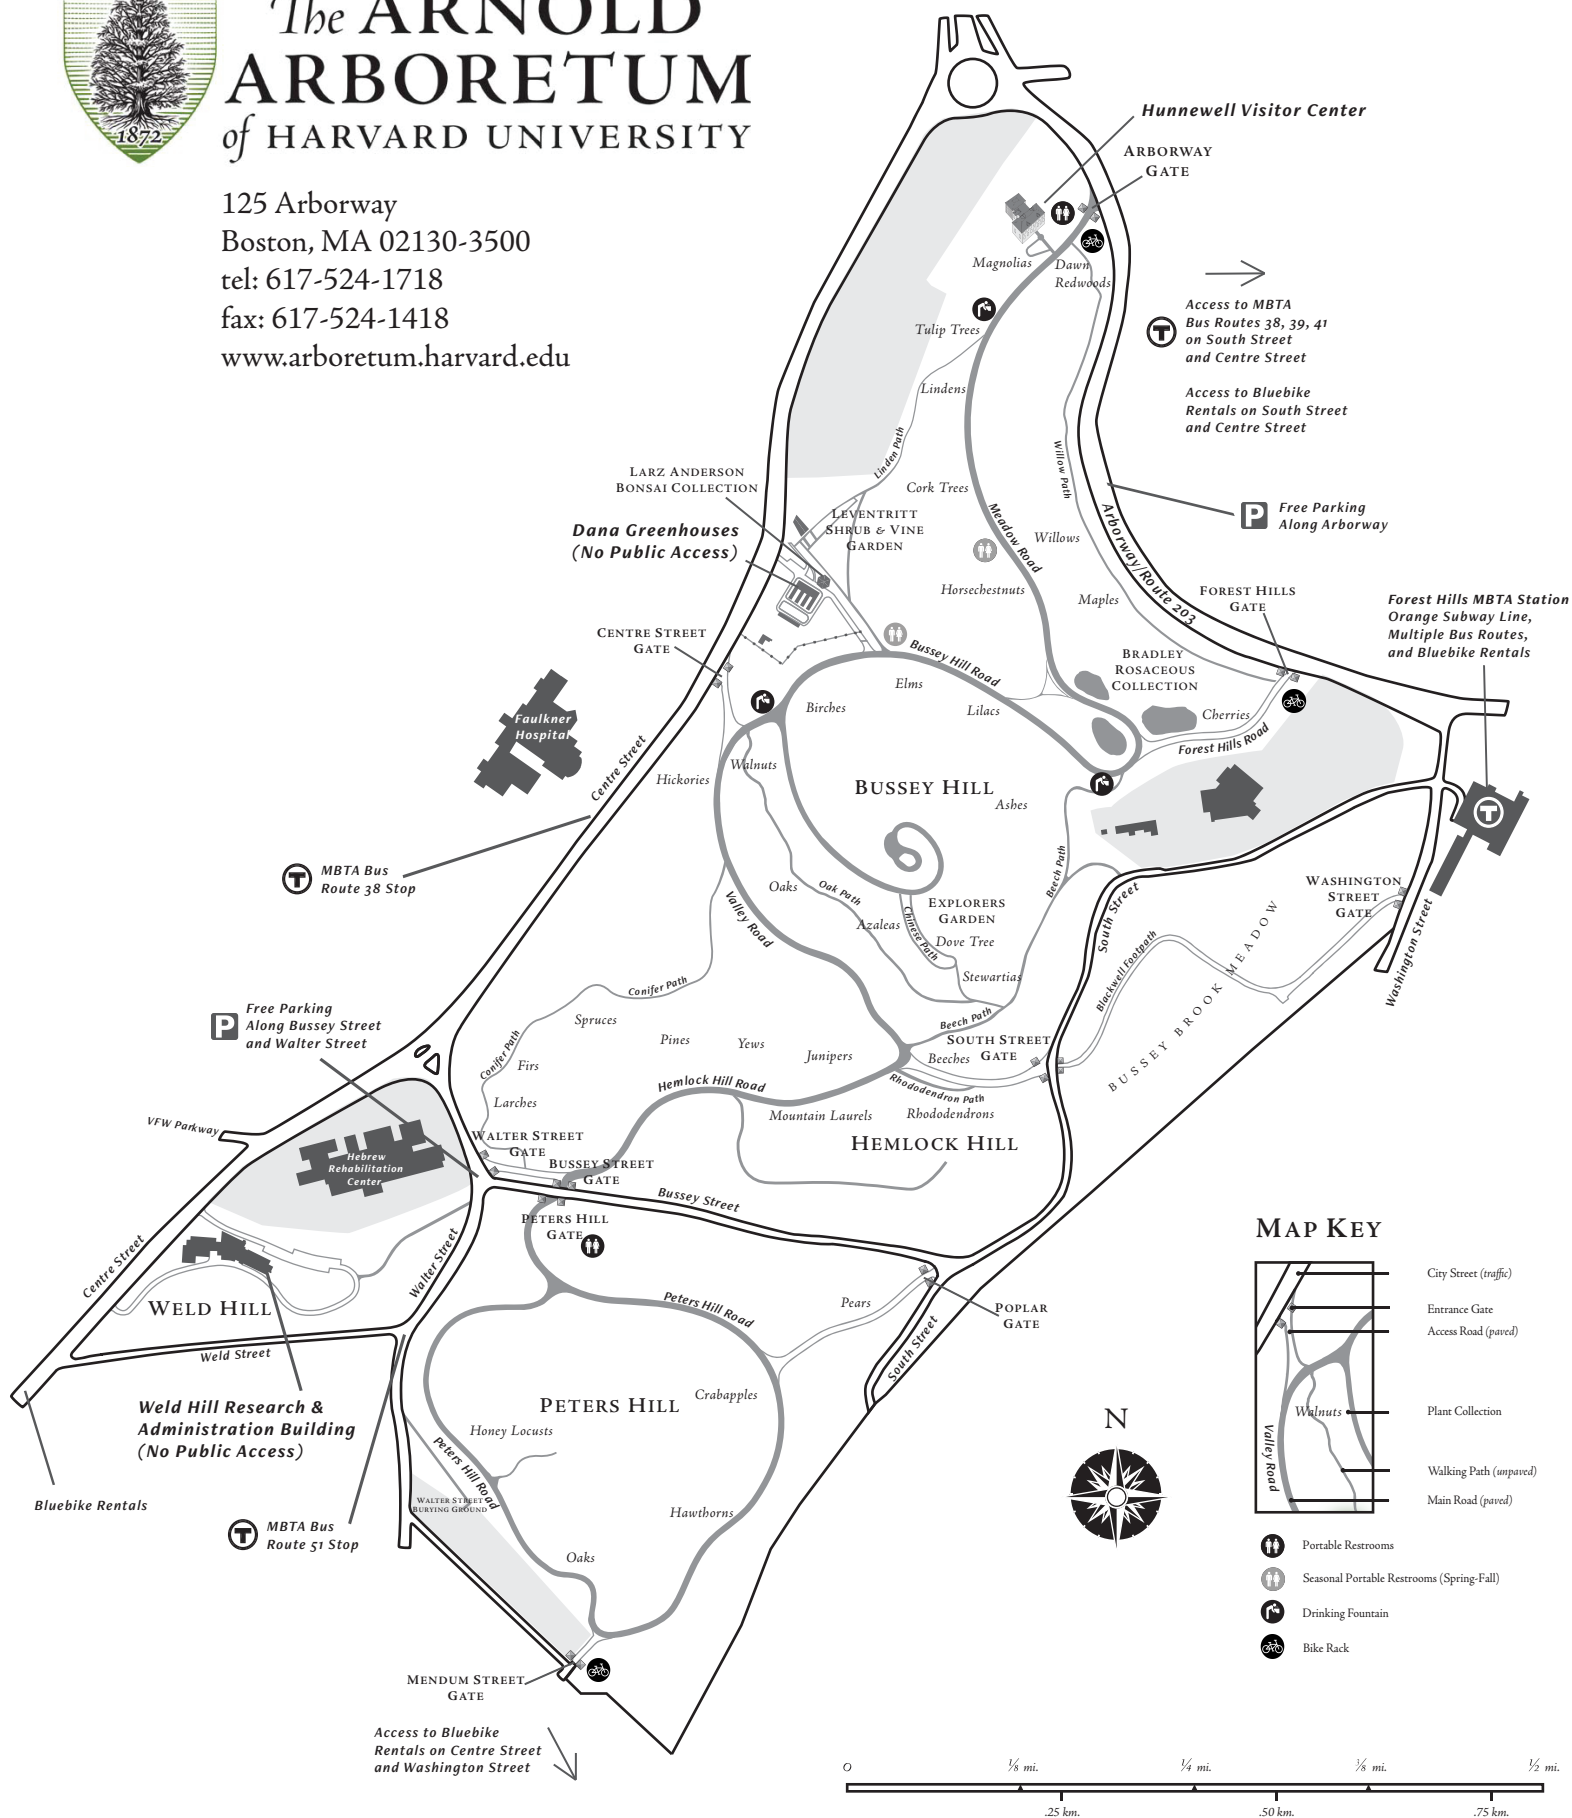 The ARNOLD
ARBORETUM
of HARVARD UNIVERSITY
1872
125 Arborway
Boston, MA 02130-3500
tel: 617-524-1718
fax: 617-524-1418
www.arboretum.harvard.edu
Hunnewell Visitor Center
ARBORWAY
GATE
Magnolias
Dawn
Redwoods
Tulip Trees
Access to MBTA
Bus Routes 38, 39, 41
on South Street
and Centre Street
Access to Bluebike
Rentals on South Street
and Centre Street
T
Lindens
Linden Path
Willow Path
LARZ ANDERSON
BONSAI COLLECTION
Cork Trees
Dana Greenhouses
(No Public Access)
LEVENTRITT
SHRUB & VINE
GARDEN
Meadow Road
Willows
Arborway/Route 203
P
Free Parking
Along Arborway
Horsechestnuts
Maples
FOREST HILLS
GATE
Forest Hills MBTA Station
Orange Subway Line,
Multiple Bus Routes,
and Bluebike Rentals
CENTRE STREET
GATE
Bussey Hill Road
BRADLEY
ROSACEOUS
COLLECTION
Elms
Lilacs
Birches
Cherries
Forest Hills Road
Faulkner
Hospital
Centre Street
Hickories
Walnuts
BUSSEY HILL
Ashes
T
T
MBTA Bus
Route 38 Stop
Oaks
Oak Path
Valley Road
Azaleas
Chinese Path
EXPLORERS
GARDEN
Dove Tree
Stewartias
Beech Path
South Street
WASHINGTON
STREET
GATE
Washington Street
Blackwell Footpath
BUSSEY BROOK MEADOW
Conifer Path
Beech Path
Free Parking
Along Bussey Street
and Walter Street
P
Spruces
Pines
Yews
Junipers
SOUTH STREET
GATE
Beeches
Conifer Path
Firs
Larches
Hemlock Hill Road
Rhododendron Path
Mountain Laurels
Rhododendrons
HEMLOCK HILL
VFW Parkway
WALTER STREET
GATE
BUSSEY STREET
GATE
Hebrew
Rehabilitation
Center
Bussey Street
PETERS HILL
GATE
Centre Street
Walter Street
WELD HILL
Weld Street
Peters Hill Road
Pears
POPLAR
GATE
South Street
Weld Hill Research &
Administration Building
(No Public Access)
PETERS HILL
Crabapples
Honey Locusts
Peters Hill Road
WALTER STREET
BURYING GROUND
Hawthorns
Bluebike Rentals
T
MBTA Bus
Route 51 Stop
Oaks
MENDUM STREET
GATE
Access to Bluebike
Rentals on Centre Street
and Washington Street
N
MAP KEY
City Street (traffic)
Entrance Gate
Access Road (paved)
Walnuts
Plant Collection
Valley Road
Walking Path (unpaved)
Main Road (paved)
Portable Restrooms
Seasonal Portable Restrooms (Spring-Fall)
Drinking Fountain
Bike Rack
0 1/8 mi. 1/4 mi. 3/8 mi. 1/2 mi.
.25 km. .50 km. .75 km.